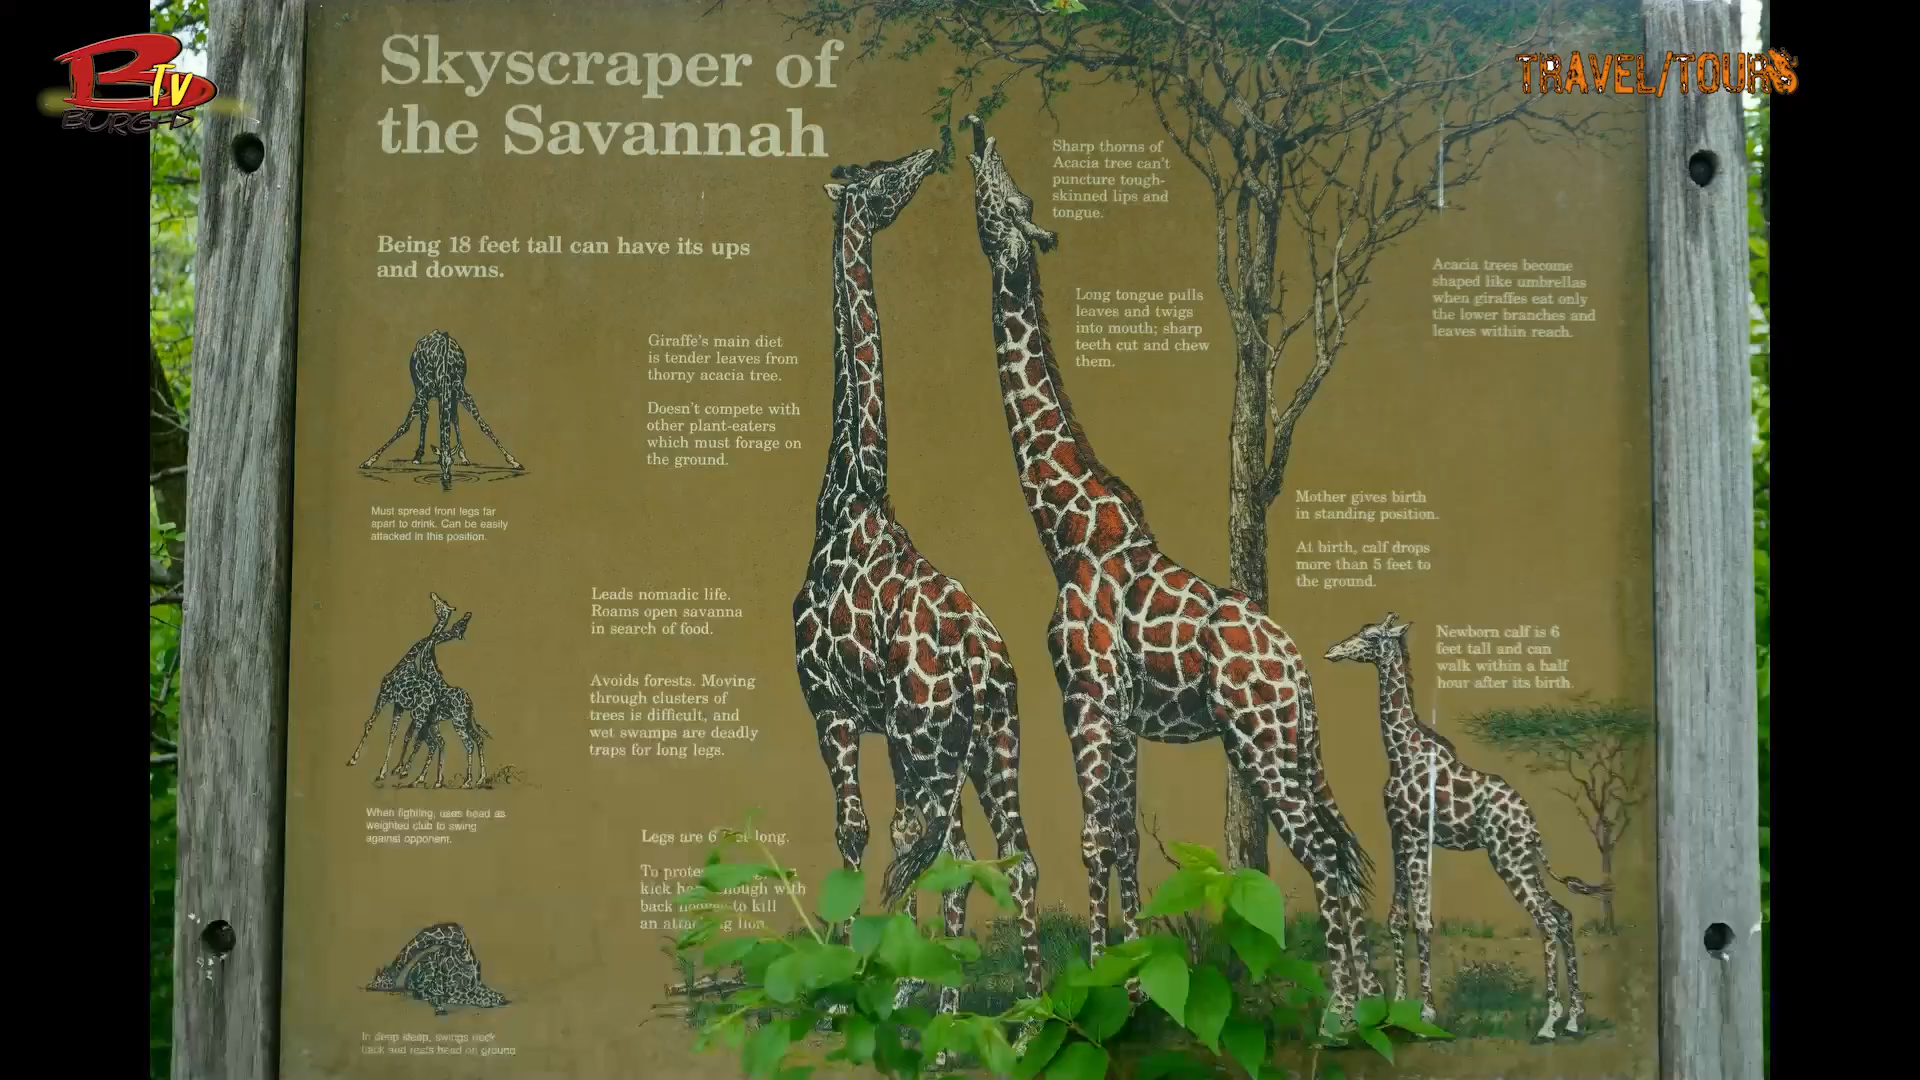 B TV
BURGHS
TRAVEL/TOURS
Skyscraper of
the Savannah
Being 18 feet tall can have its ups
and downs.
Must spread front legs far
apart to drink. Can be easily
attacked in this position.
When fighting, uses head as
weighted club to swing
against opponent.
In deep sleep, swings neck
back and rests head on ground
Giraffe's main diet
is tender leaves from
thorny acacia tree.
Doesn't compete with
other plant-eaters
which must forage on
the ground.
Leads nomadic life.
Roams open savanna
in search of food.
Avoids forests. Moving
through clusters of
trees is difficult, and
wet swamps are deadly
traps for long legs.
Legs are 6 feet long.
To
kick enough with
back to kill
an lion.
Sharp thorns of
Acacia tree can't
puncture tough-
skinned lips and
tongue.
Long tongue pulls
leaves and twigs
into mouth; sharp
teeth cut and chew
them.
Acacia trees become
shaped like umbrellas
when giraffes eat only
the lower branches and
leaves within reach.
Mother gives birth
in standing position.
At birth, calf drops
more than 5 feet to
the ground.
Newborn calf is 6
feet tall and can
walk within a half
hour after its birth.